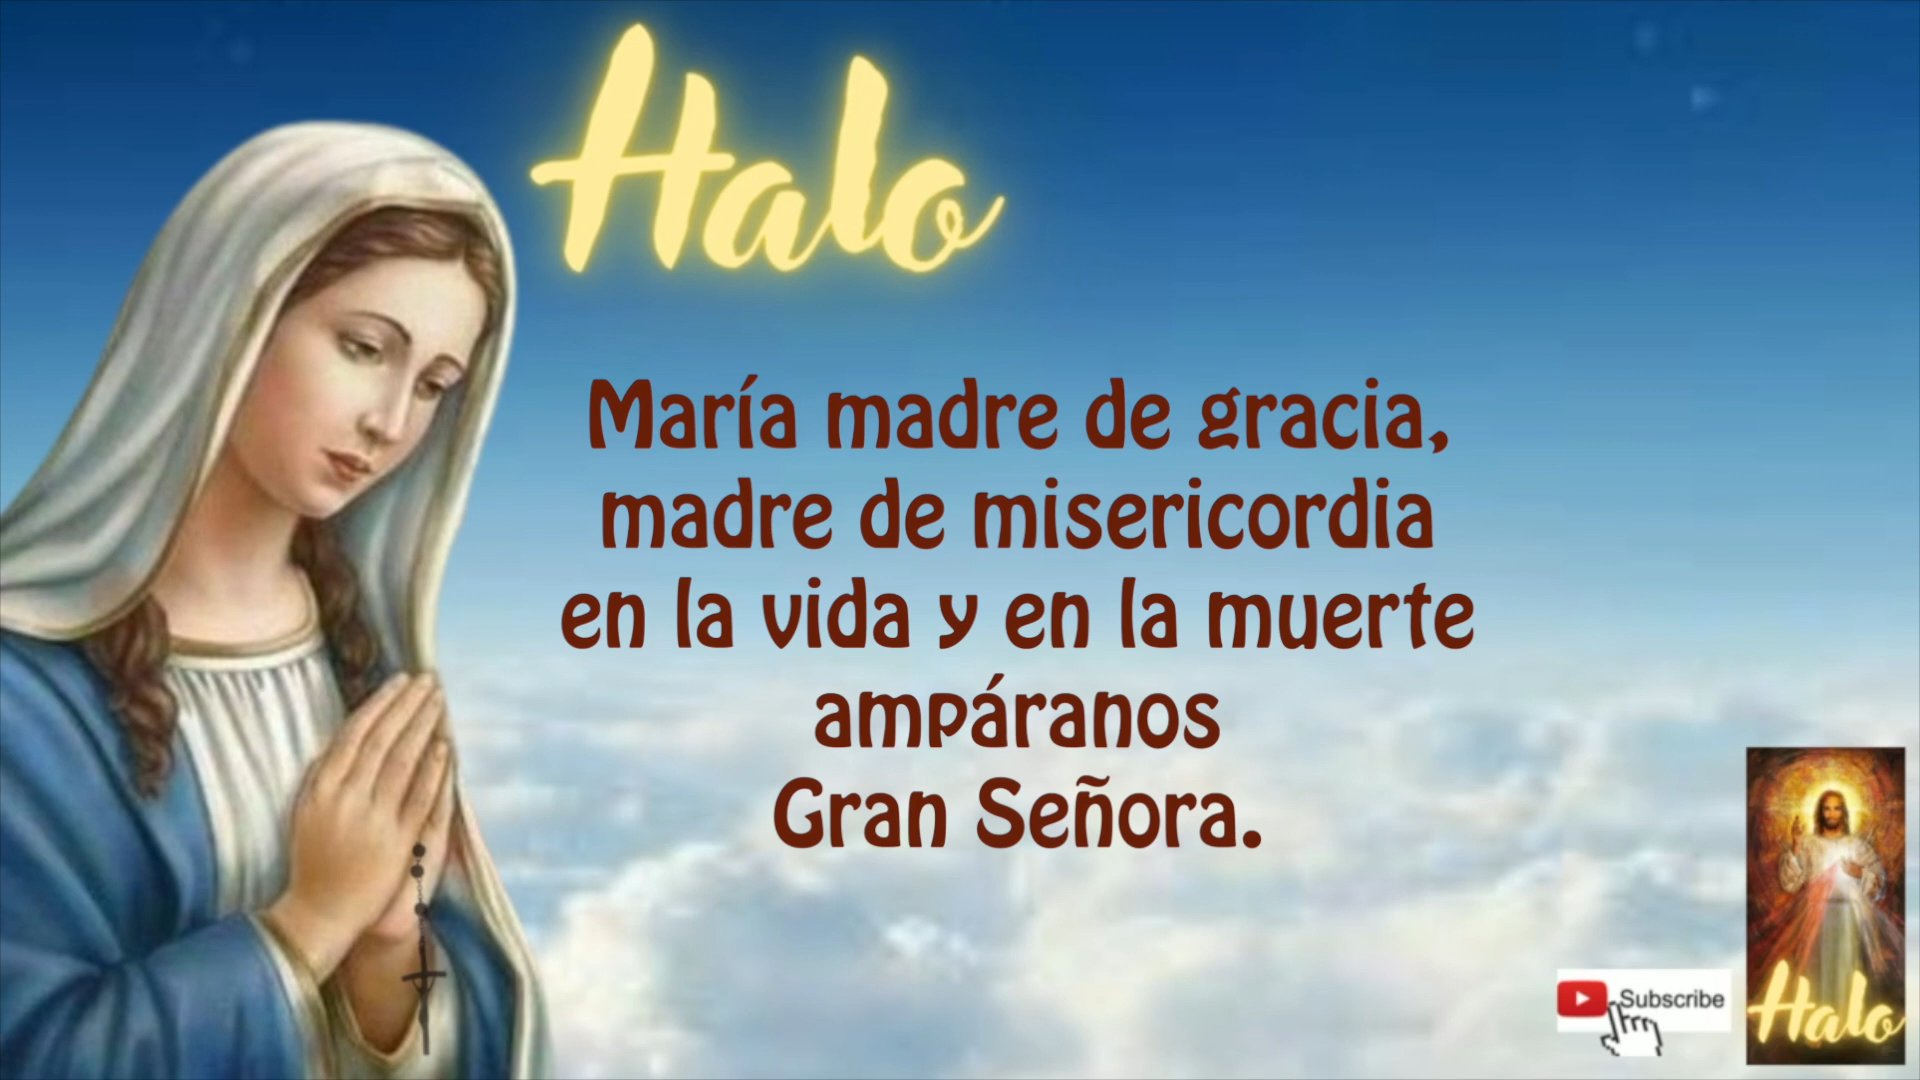 Halo
María madre de gracia,
madre de misericordia
en la vida y en la muerte
ampáranos
Gran Señora.
Subscribe
Halo